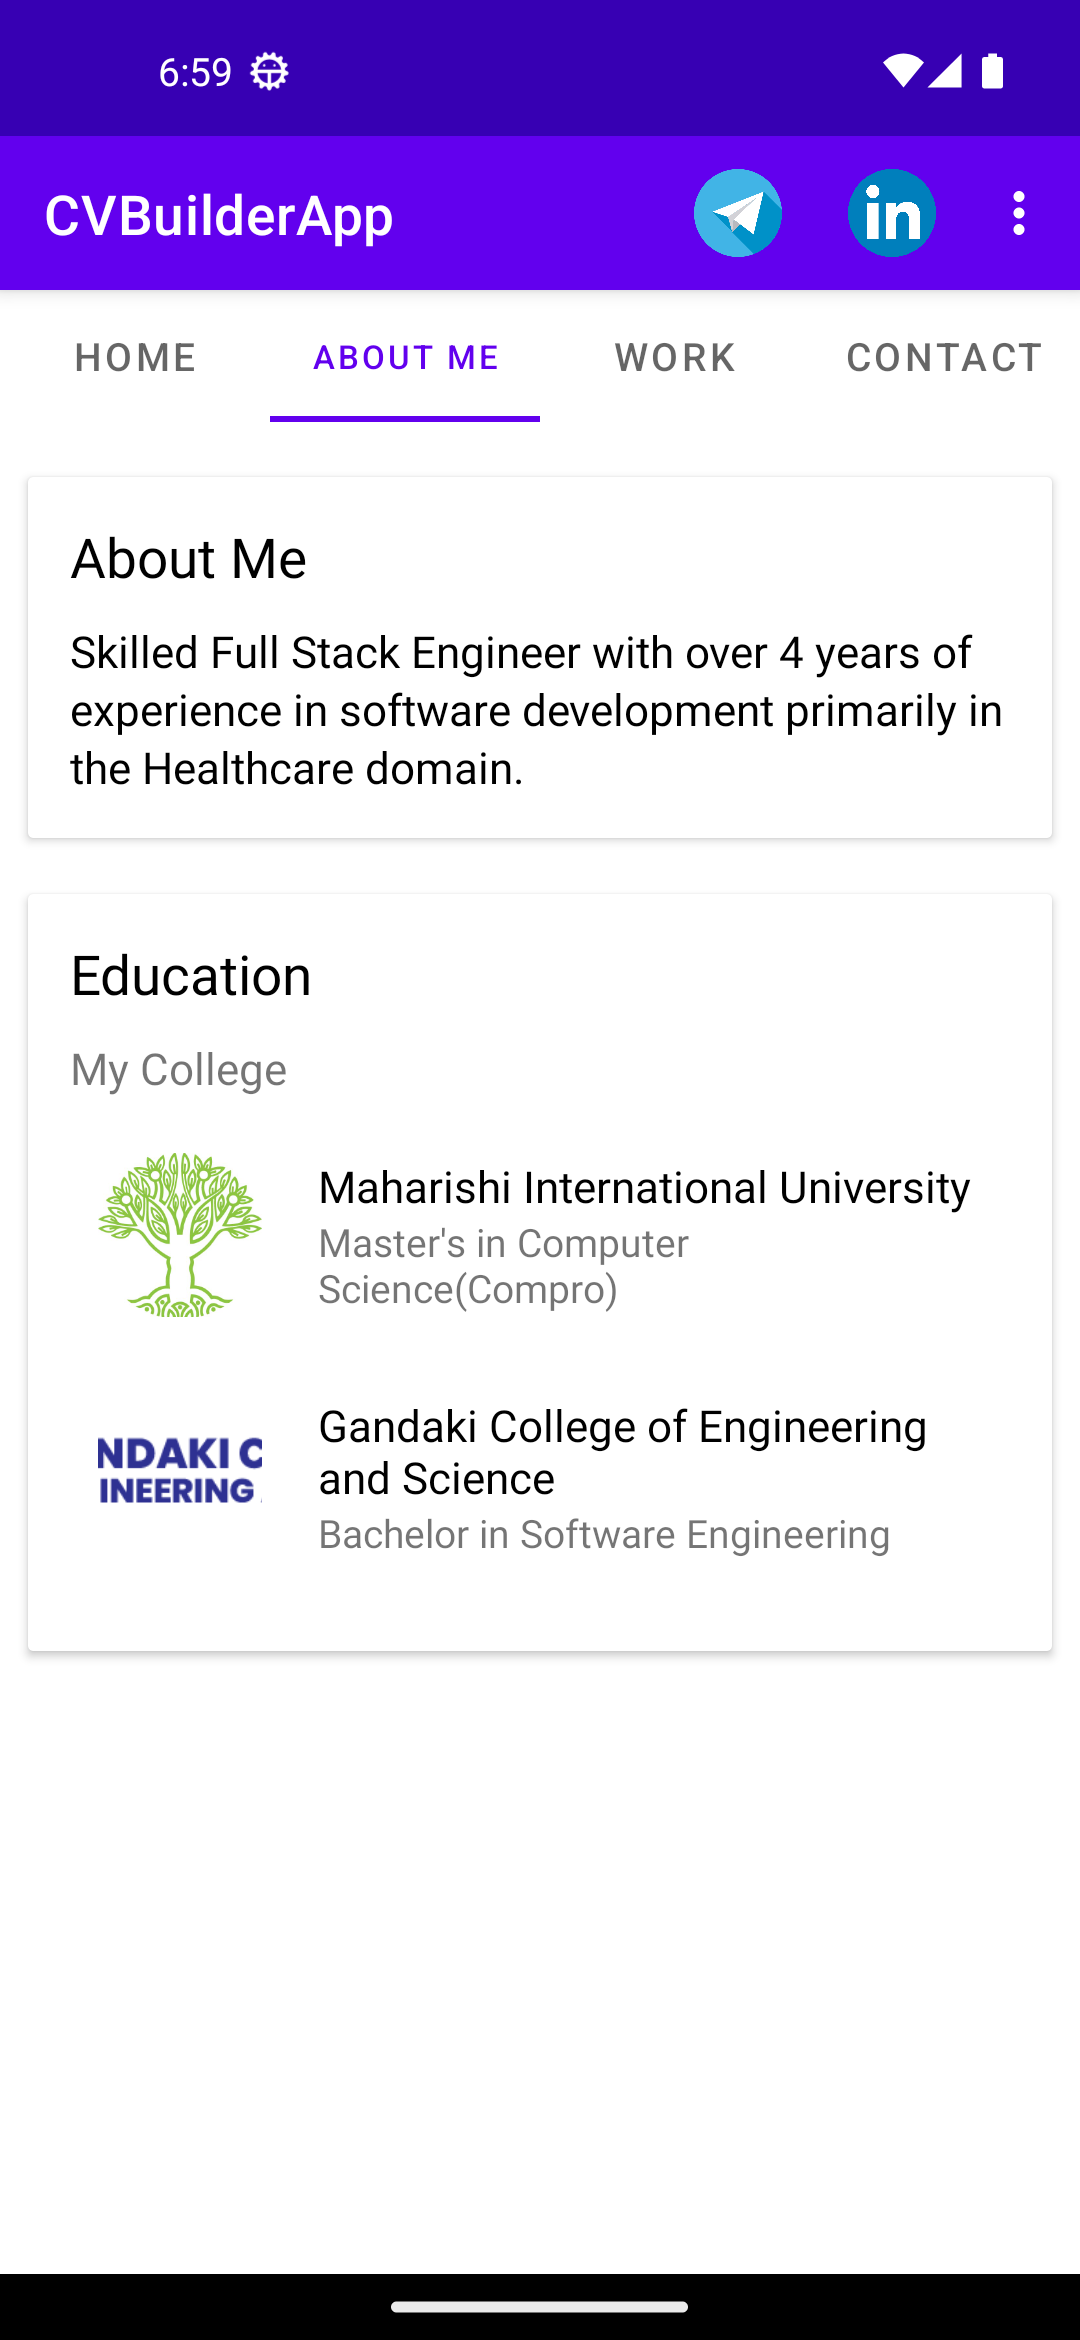 6:59
CVBuilderApp
in
HOME ABOUT ME WORK CONTACT
About Me
Skilled Full Stack Engineer with over 4 years of
experience in software development primarily in
the Healthcare domain.
Education
My College
Maharishi International University
Master's in Computer
Science(Compro)
NDAKI C
INEERING
Gandaki College of Engineering
and Science
Bachelor in Software Engineering